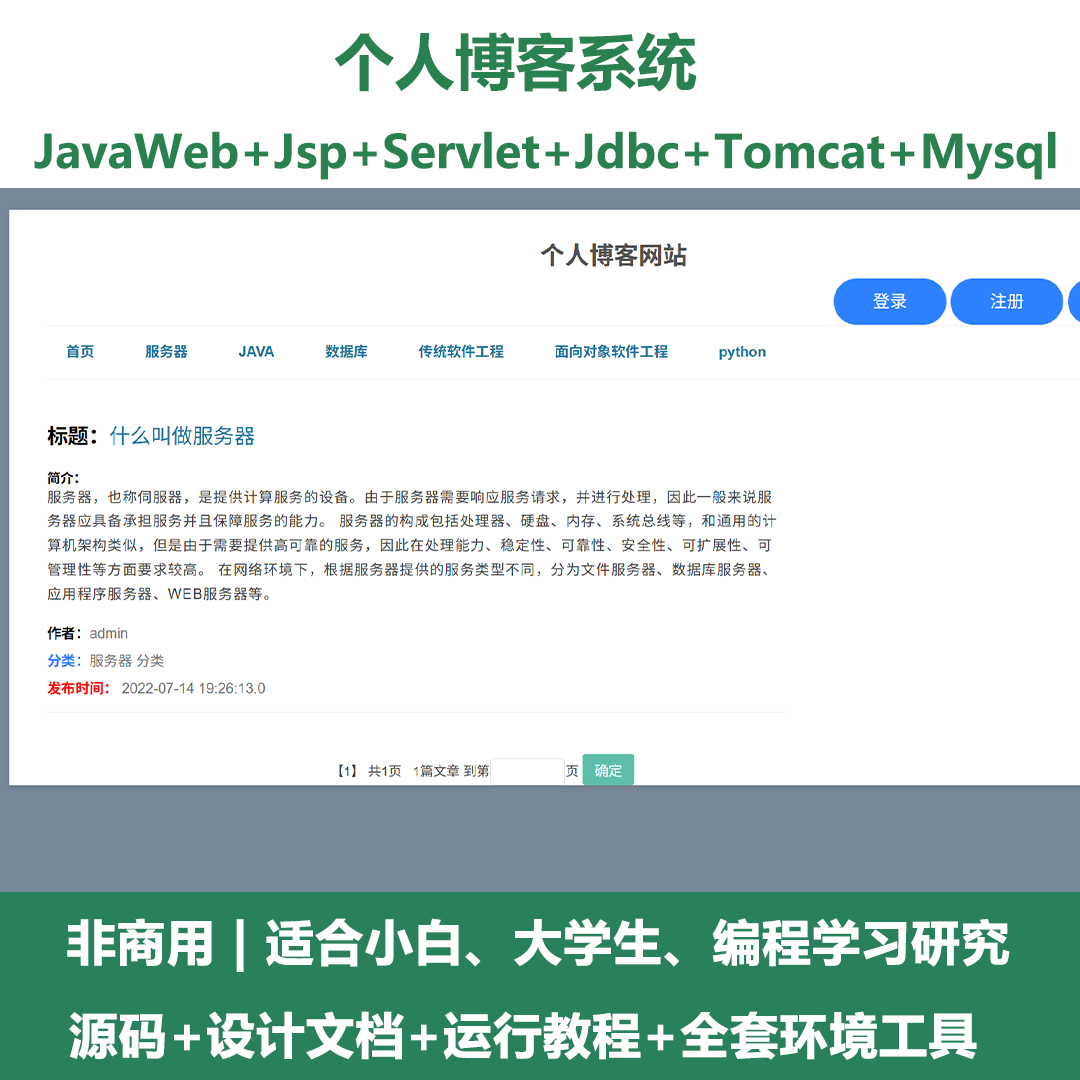 个人博客系统
JavaWeb+Jsp+Servlet+Jdbc+Tomcat+Mysql
个人博客网站
登录 注册
首页 服务器 JAVA 数据库 传统软件工程 面向对象软件工程 python
标题：什么叫做服务器
简介：
服务器，也称伺服器，是提供计算服务的设备。由于服务器需要响应服务请求，并进行处理，因此一般来说服
务器应具备承担服务并且保障服务的能力。 服务器的构成包括处理器、硬盘、内存、系统总线等，和通用的计
算机架构类似，但是由于需要提供高可靠的服务，因此在处理能力、稳定性、可靠性、安全性、可扩展性、可
管理性等方面要求较高。 在网络环境下，根据服务器提供的服务类型不同，分为文件服务器、数据库服务器、
应用程序服务器、WEB服务器等。
作者：admin
分类：服务器 分类
发布时间： 2022-07-14 19:26:13.0
【1】 共1页 1篇文章 到第 页 确定
非商用｜适合小白、大学生、编程学习研究
源码+设计文档+运行教程+全套环境工具